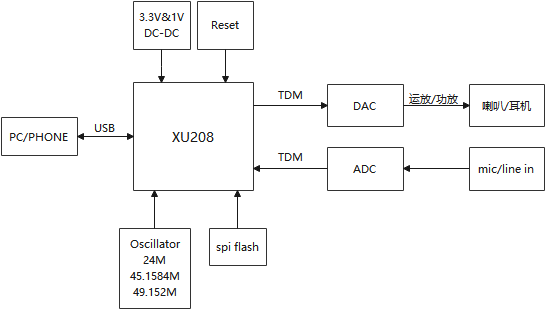 3.3V&1V
DC-DC
Reset
TDM
DAC
运放/功放
喇叭/耳机
PC/PHONE
USB
XU208
TDM
ADC
mic/line in
Oscillator
24M
45.1584M
49.152M
spi flash